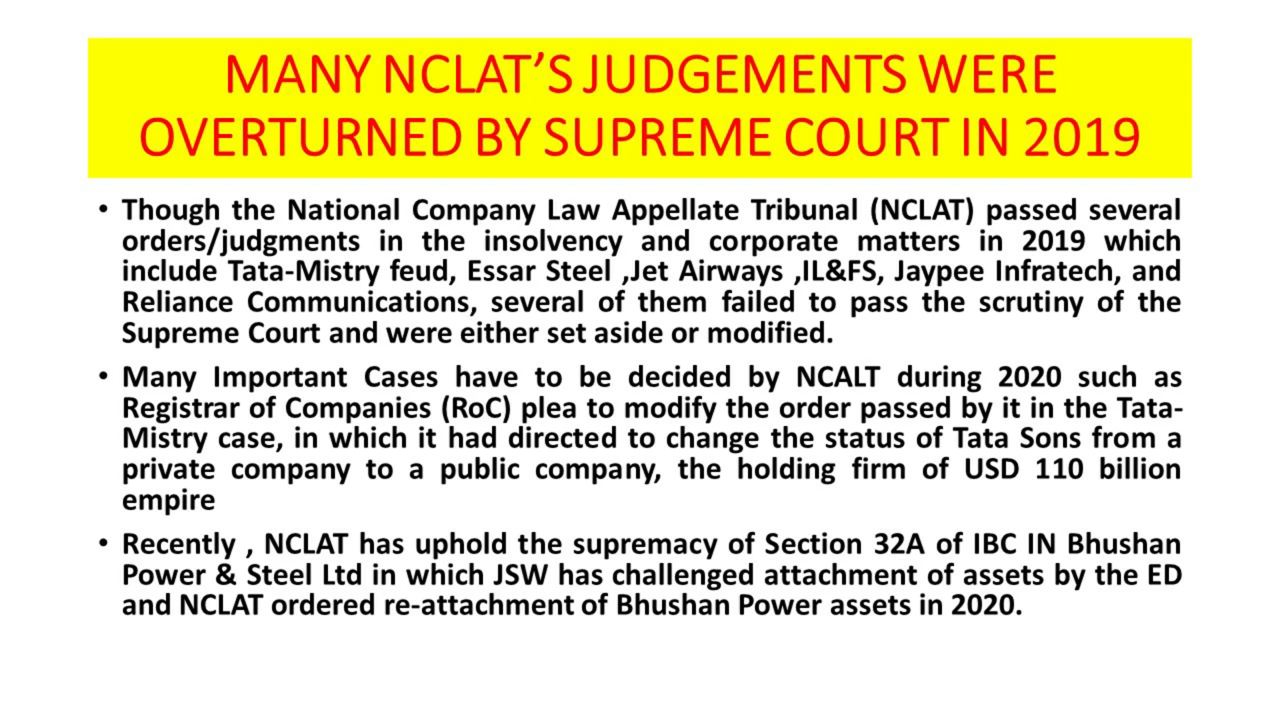 MANY NCLAT’S JUDGEMENTS WERE
OVERTURNED BY SUPREME COURT IN 2019
• Though the National Company Law Appellate Tribunal (NCLAT) passed several
orders/judgments in the insolvency and corporate matters in 2019 which
include Tata-Mistry feud, Essar Steel ,Jet Airways ,IL&FS, Jaypee Infratech, and
Reliance Communications, several of them failed to pass the scrutiny of the
Supreme Court and were either set aside or modified.
• Many Important Cases have to be decided by NCALT during 2020 such as
Registrar of Companies (RoC) plea to modify the order passed by it in the Tata-
Mistry case, in which it had directed to change the status of Tata Sons from a
private company to a public company, the holding firm of USD 110 billion
empire
• Recently , NCLAT has uphold the supremacy of Section 32A of IBC IN Bhushan
Power & Steel Ltd in which JSW has challenged attachment of assets by the ED
and NCLAT ordered re-attachment of Bhushan Power assets in 2020.